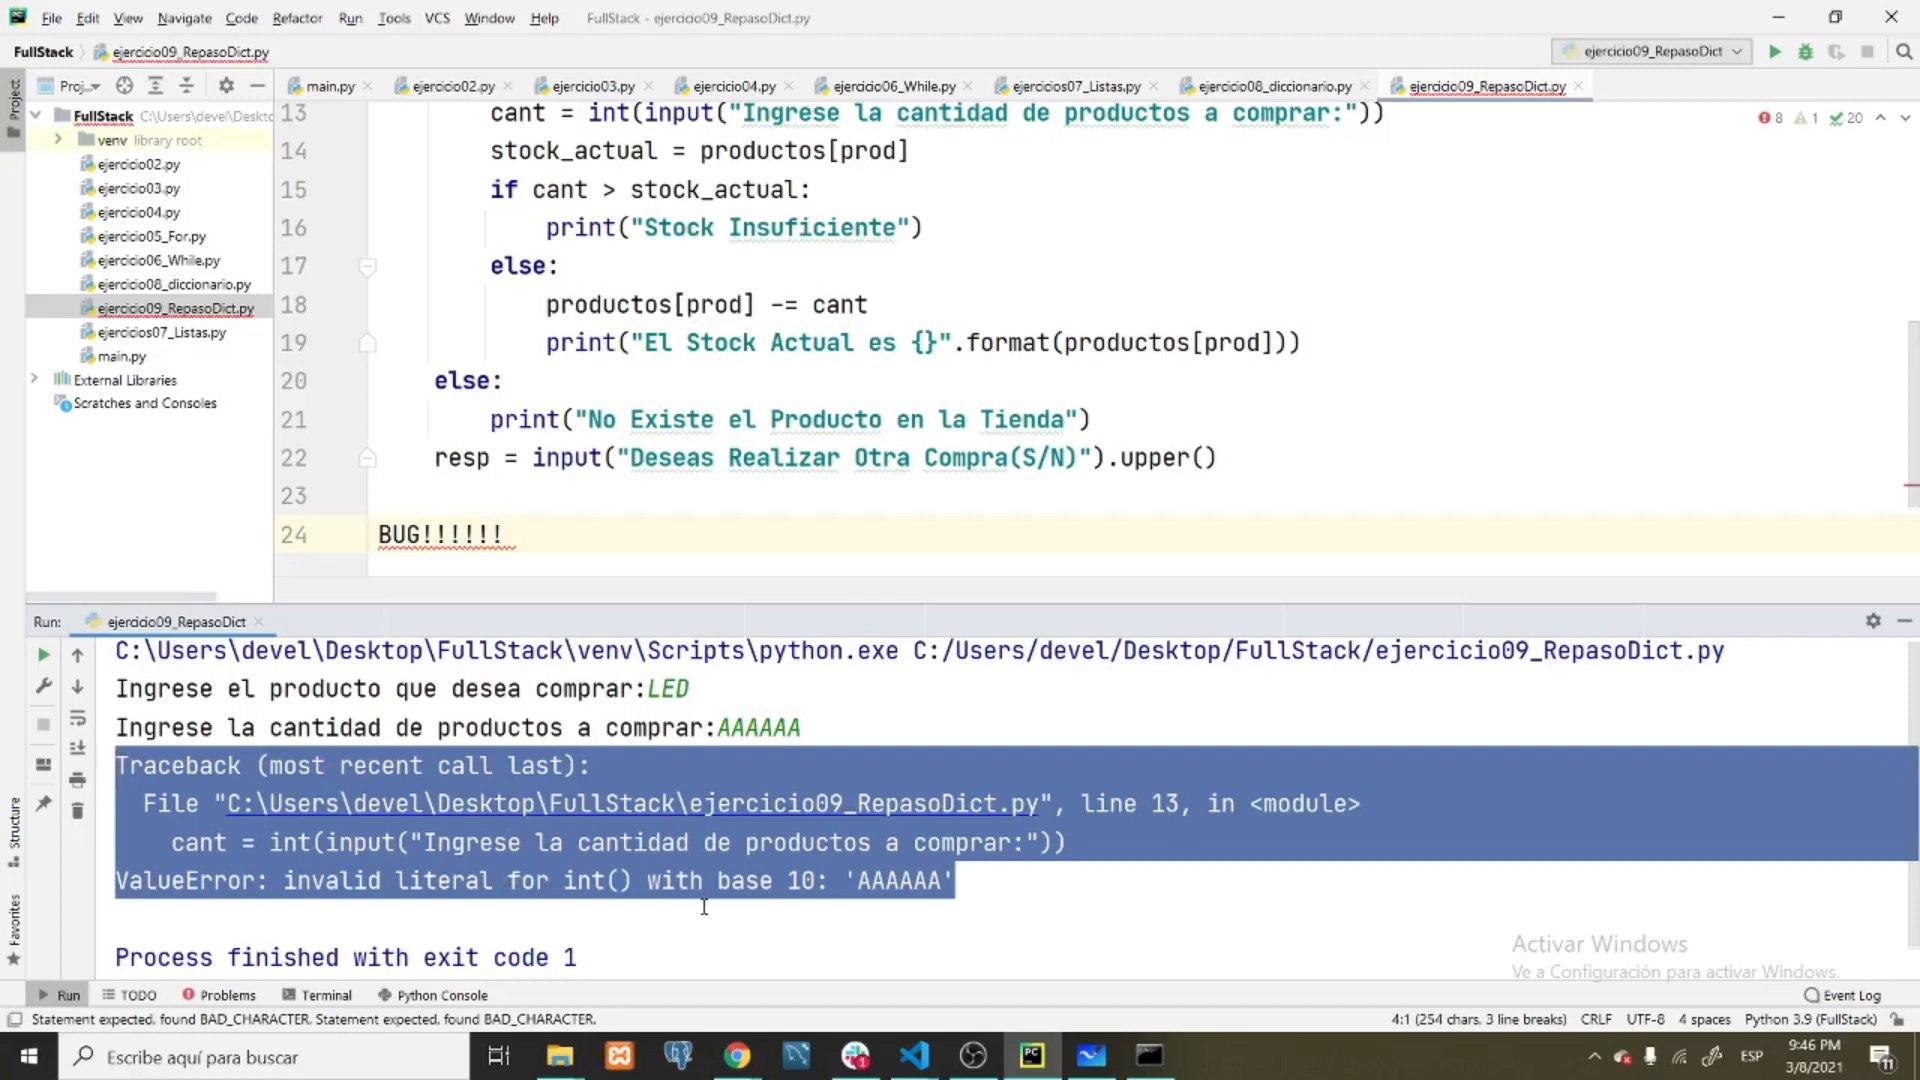 File Edit View Navigate Code Refactor Run Tools VCS Window Help FullStack - ejercicio09_RepasoDict.py
FullStack ejercicio09_RepasoDict.py ejercicio09_RepasoDict
Project Proj... main.py ejercicio02.py ejercicio03.py ejercicio04.py ejercicio06_While.py ejercicios07_Listas.py ejercicio08_diccionario.py ejercicio09_RepasoDict.py
FullStack C:\Users\devel\Deskto
venv library root
ejercicio02.py
ejercicio03.py
ejercicio04.py
ejercicio05_For.py
ejercicio06_While.py
ejercicio08_diccionario.py
ejercicio09_RepasoDict.py
ejercicios07_Listas.py
main.py
External Libraries
Scratches and Consoles
8 1 20
13 cant = int(input("Ingrese la cantidad de productos a comprar:"))
14 stock_actual = productos[prod]
15 if cant > stock_actual:
16 print("Stock Insuficiente")
17 else:
18 productos[prod] -= cant
19 print("El Stock Actual es {}".format(productos[prod]))
20 else:
21 print("No Existe el Producto en la Tienda")
22 resp = input("Deseas Realizar Otra Compra(S/N)").upper()
23
24 BUG!!!!!!
Run: ejercicio09_RepasoDict
C:\Users\devel\Desktop\FullStack\venv\Scripts\python.exe C:/Users/devel/Desktop/FullStack/ejercicio09_RepasoDict.py
Ingrese el producto que desea comprar:LED
Ingrese la cantidad de productos a comprar:AAAAAA
Traceback (most recent call last):
File "C:\Users\devel\Desktop\FullStack\ejercicio09_RepasoDict.py", line 13, in <module>
cant = int(input("Ingrese la cantidad de productos a comprar:"))
ValueError: invalid literal for int() with base 10: 'AAAAAA'
Process finished with exit code 1
Structure
Favorites
Activar Windows
Ve a Configuración para activar Windows.
Run TODO Problems Terminal Python Console Event Log
Statement expected, found BAD_CHARACTER. Statement expected, found BAD_CHARACTER. 4:1 (254 chars, 3 line breaks) CRLF UTF-8 4 spaces Python 3.9 (FullStack)
Escribe aquí para buscar
ESP
9:46 PM
3/8/2021
11